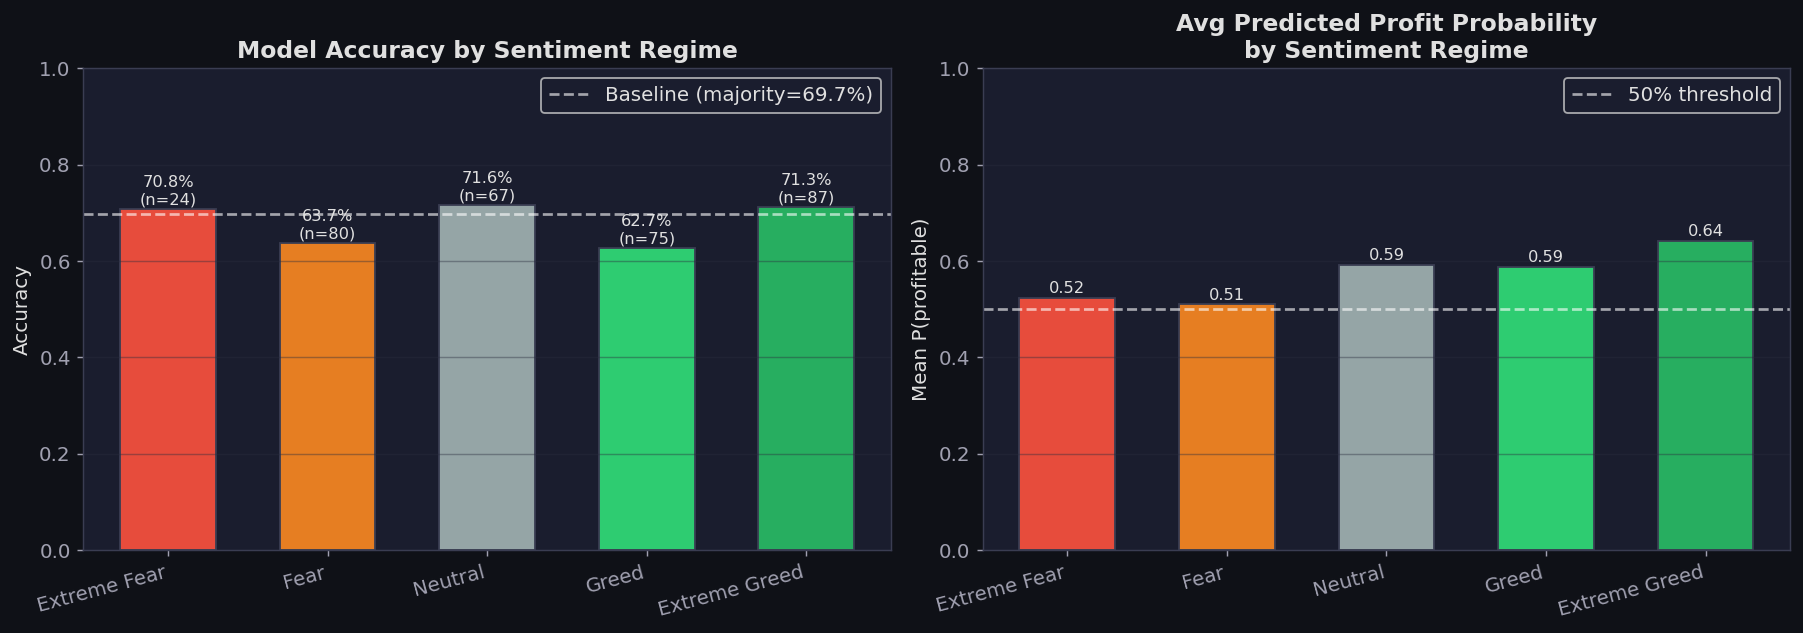 Model Accuracy by Sentiment Regime
Baseline (majority=69.7%)
Accuracy
1.0
0.8
0.6
0.4
0.2
0.0
70.8%
(n=24)
63.7%
(n=80)
71.6%
(n=67)
62.7%
(n=75)
71.3%
(n=87)
Extreme Fear
Fear
Neutral
Greed
Extreme Greed
Avg Predicted Profit Probability
by Sentiment Regime
50% threshold
Mean P(profitable)
1.0
0.8
0.6
0.4
0.2
0.0
0.52
0.51
0.59
0.59
0.64
Extreme Fear
Fear
Neutral
Greed
Extreme Greed